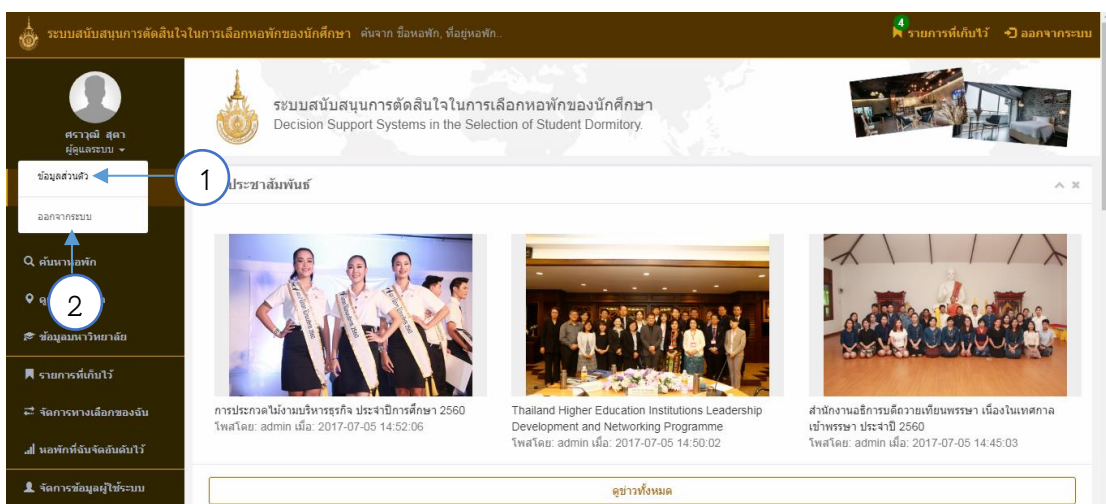 ระบบสนับสนุนการตัดสินใจในการเลือกหอพักของนักศึกษา ค้นจาก ชื่อหอพัก, ที่อยู่หอพัก..
4
รายการที่เก็บไว้ ออกจากระบบ
ศราวุฒิ สุดา
ผู้ดูแลระบบ
ข้อมูลส่วนตัว
ออกจากระบบ
ค้นหาหอพัก
ข้อมูลมหาวิทยาลัย
รายการที่เก็บไว้
จัดการทางเลือกของฉัน
หอพักที่ฉันจัดอันดับไว้
จัดการข้อมูลผู้ใช้ระบบ
1
2
ระบบสนับสนุนการตัดสินใจในการเลือกหอพักของนักศึกษา
Decision Support Systems in the Selection of Student Dormitory.
ประชาสัมพันธ์
การประกวดไม้งามบริหารธุรกิจ ประจำปีการศึกษา 2560
โพสโดย: admin เมื่อ: 2017-07-05 14:52:06
Thailand Higher Education Institutions Leadership
Development and Networking Programme
โพสโดย: admin เมื่อ: 2017-07-05 14:50:02
สำนักงานอธิการบดีถวายเทียนพรรษา เนื่องในเทศกาล
เข้าพรรษา ประจำปี 2560
โพสโดย: admin เมื่อ: 2017-07-05 14:45:03
ดูข่าวทั้งหมด